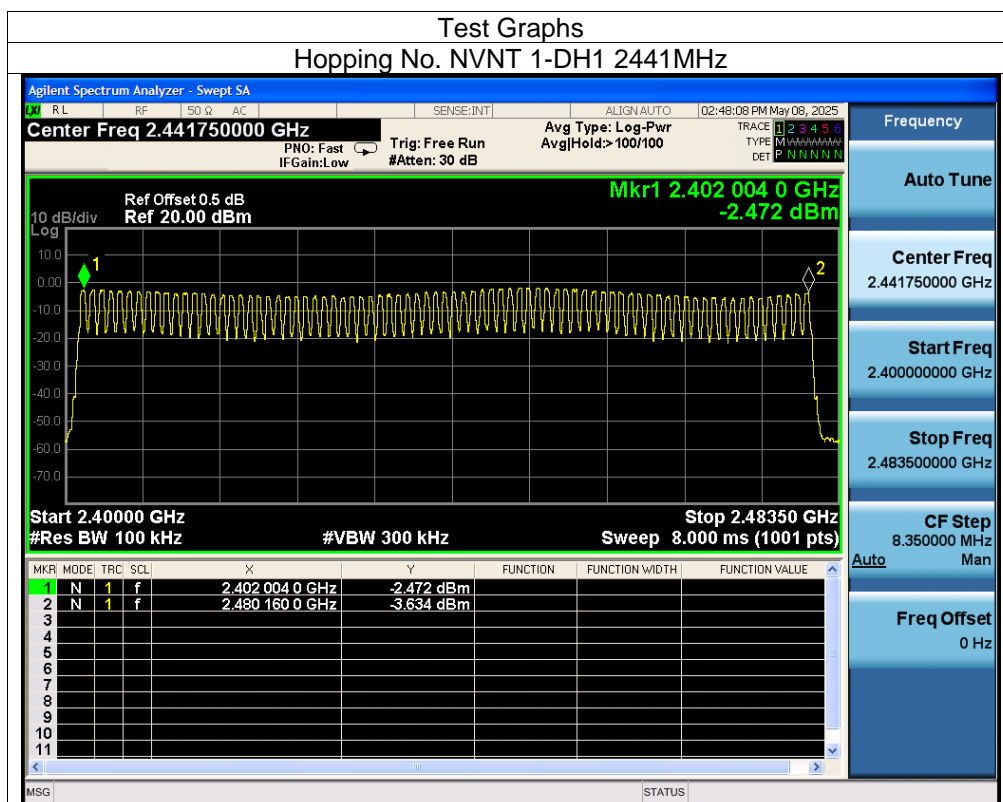 Test Graphs
Hopping No. NVNT 1-DH1 2441MHz
Agilent Spectrum Analyzer - Swept SA
LXI RL RF 50 Ω AC SENSE:INT ALIGN AUTO 02:48:08 PM May 08, 2025
Center Freq 2.441750000 GHz
PNO: Fast
IFGain:Low
Trig: Free Run
#Atten: 30 dB
Avg Type: Log-Pwr
Avg|Hold:>100/100
TRACE 1 2 3 4 5 6
TYPE M W W W W W
DET P N N N N N
Ref Offset 0.5 dB
10 dB/div Ref 20.00 dBm
Log
Mkr1 2.402 004 0 GHz
-2.472 dBm
10.0
0.00
-10.0
-20.0
-30.0
-40.0
-50.0
-60.0
-70.0
1
2
Start 2.40000 GHz Stop 2.48350 GHz
#Res BW 100 kHz #VBW 300 kHz Sweep 8.000 ms (1001 pts)
MKR MODE TRC SCL X Y FUNCTION FUNCTION WIDTH FUNCTION VALUE
1 N 1 f 2.402 004 0 GHz -2.472 dBm
2 N 1 f 2.480 160 0 GHz -3.634 dBm
3
4
5
6
7
8
9
10
11
MSG STATUS
Frequency
Auto Tune
Center Freq
2.441750000 GHz
Start Freq
2.400000000 GHz
Stop Freq
2.483500000 GHz
CF Step
8.350000 MHz
Auto Man
Freq Offset
0 Hz